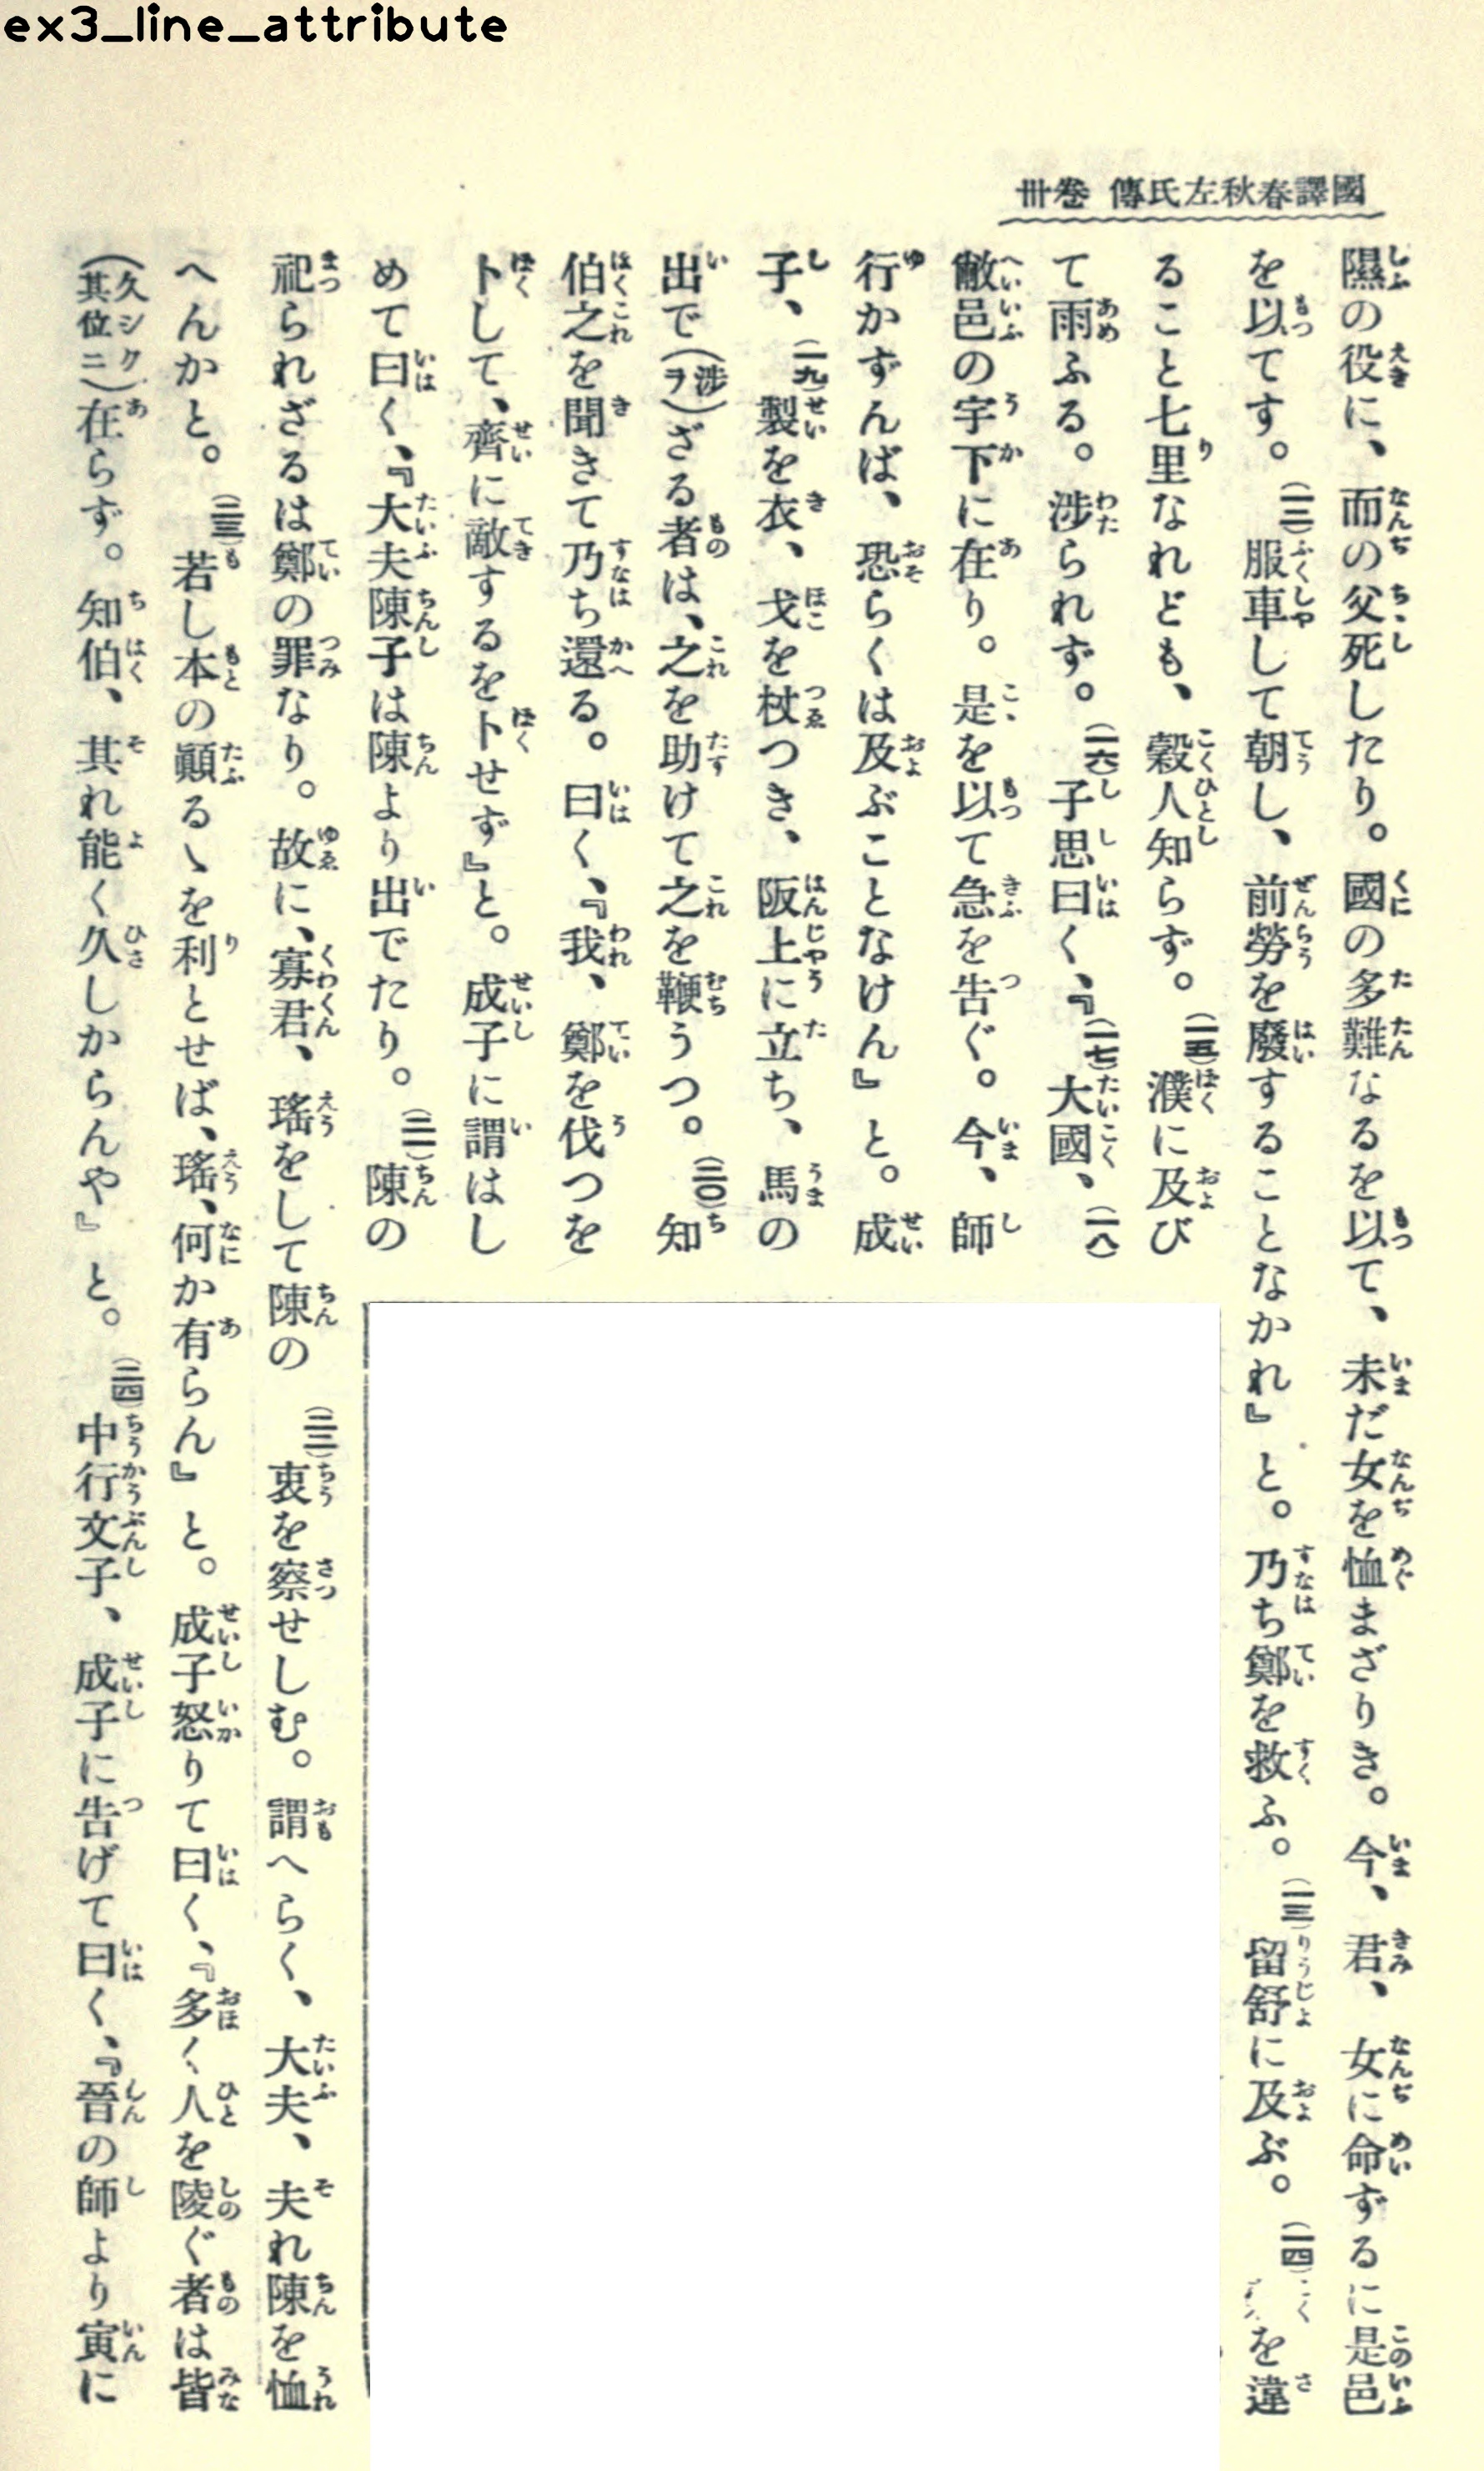 ex3_line_attribute
國譯春秋左氏傳 卷卅
隰の役に、而の父死したり。國の多難なるを以て、未だ女を恤まざりき。今、君、女に命ずるに是邑
を以てす。(一二)服車して朝し、前勞を廢することなかれ』と。乃ち鄭を救ふ。(一三)留舒に及ぶ。(一四)を違
ること七里なれども、穀人知らず。(一五)濮に及び
て雨ふる。涉られず。(一六)子思曰く、『(一七)大國、(一八)
敝邑の宇下に在り。是を以て急を告ぐ。今、師
行かずんば、恐らくは及ぶことなけん』と。成
子、(一九)製を衣、戈を杖つき、阪上に立ち、馬の
出で(涉ヲ)ざる者は、之を助けて之を鞭うつ。(二〇)知
伯之を聞きて乃ち還る。曰く、『我、鄭を伐つを
卜して、齊に敵するを卜せず』と。成子に謂はし
めて曰く、『大夫陳子は陳より出でたり。(二一)陳の
祀られざるは鄭の罪なり。故に、寡君、瑤をして陳の(二二)衷を察せしむ。謂へらく、大夫、夫れ陳を恤
へんかと。(二三)若し本の顚るゝを利とせば、瑤、何か有らん』と。成子怒りて曰く、『多く人を陵ぐ者は皆
(久シク其位ニ)在らず。知伯、其れ能く久しからんや』と。(二四)中行文子、成子に吿げて曰く、『晉の師より寅に